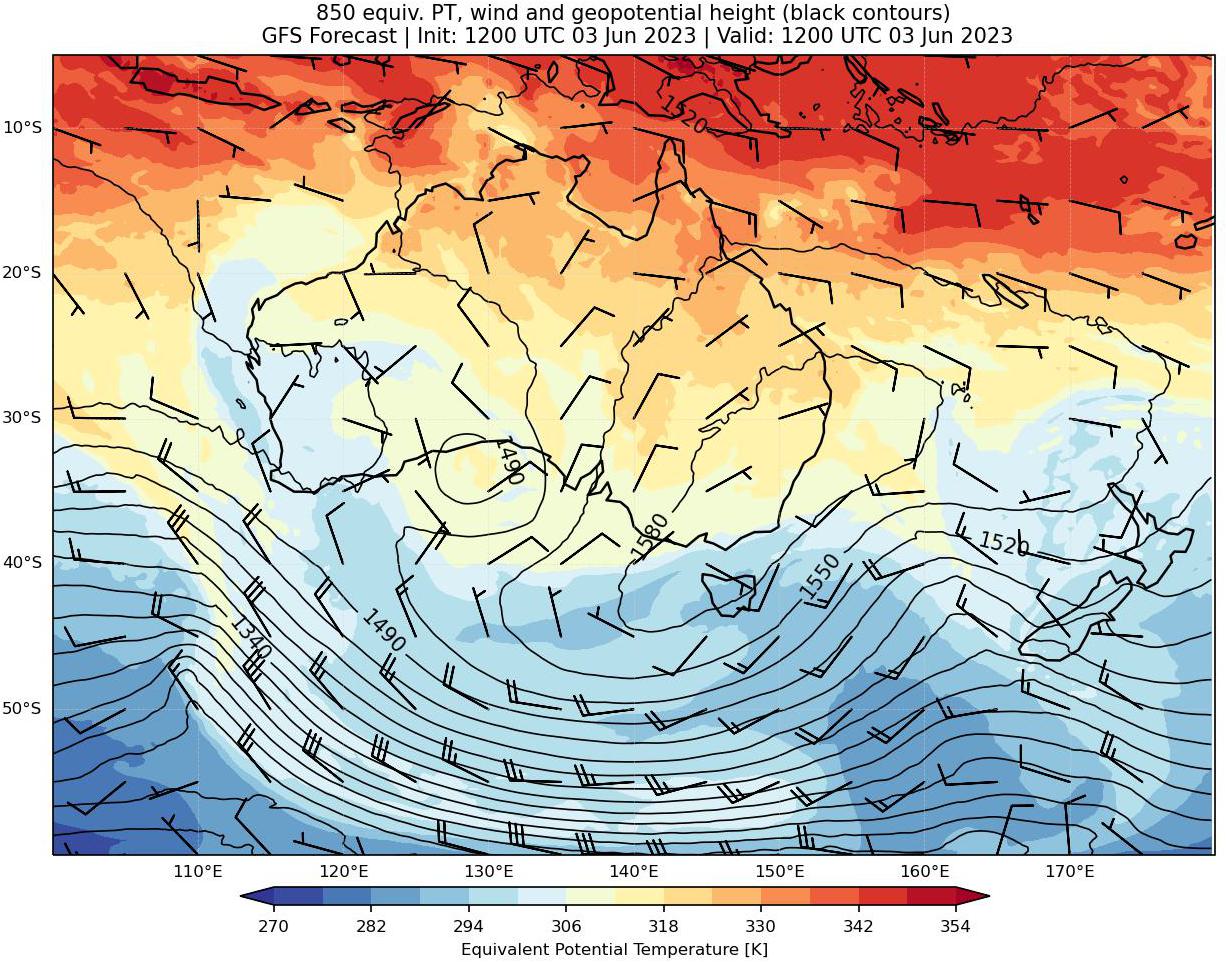 850 equiv. PT, wind and geopotential height (black contours)
GFS Forecast | Init: 1200 UTC 03 Jun 2023 | Valid: 1200 UTC 03 Jun 2023
1520
10°S
20°S
30°S
1490
1580
1520
40°S
1550
1490
1340
50°S
110°E 120°E 130°E 140°E 150°E 160°E 170°E
270 282 294 306 318 330 342 354
Equivalent Potential Temperature [K]